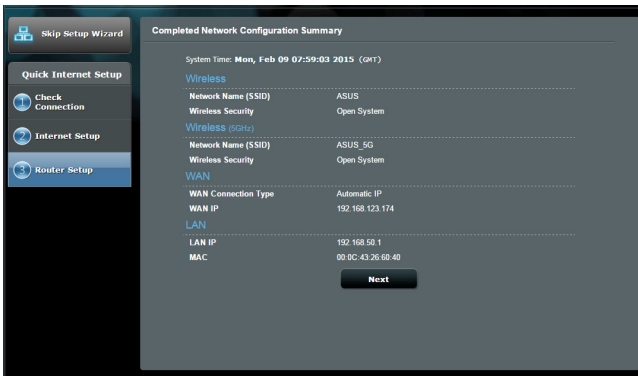 Skip Setup Wizard
Quick Internet Setup
1 Check Connection
2 Internet Setup
3 Router Setup
Completed Network Configuration Summary
System Time: Mon, Feb 09 07:59:03 2015 (GMT)
Wireless
Network Name (SSID) ASUS
Wireless Security Open System
Wireless (5GHz)
Network Name (SSID) ASUS_5G
Wireless Security Open System
WAN
WAN Connection Type Automatic IP
WAN IP 192.168.123.174
LAN
LAN IP 192.168.50.1
MAC 00:0C:43:26:60:40
Next